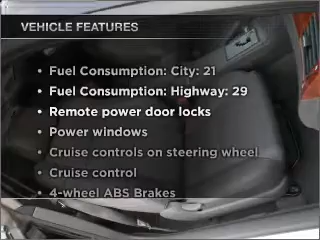 VEHICLE FEATURES
• Fuel Consumption: City: 21
• Fuel Consumption: Highway: 29
• Remote power door locks
• Power windows
• Cruise controls on steering wheel
• Cruise control
• 4-wheel ABS Brakes